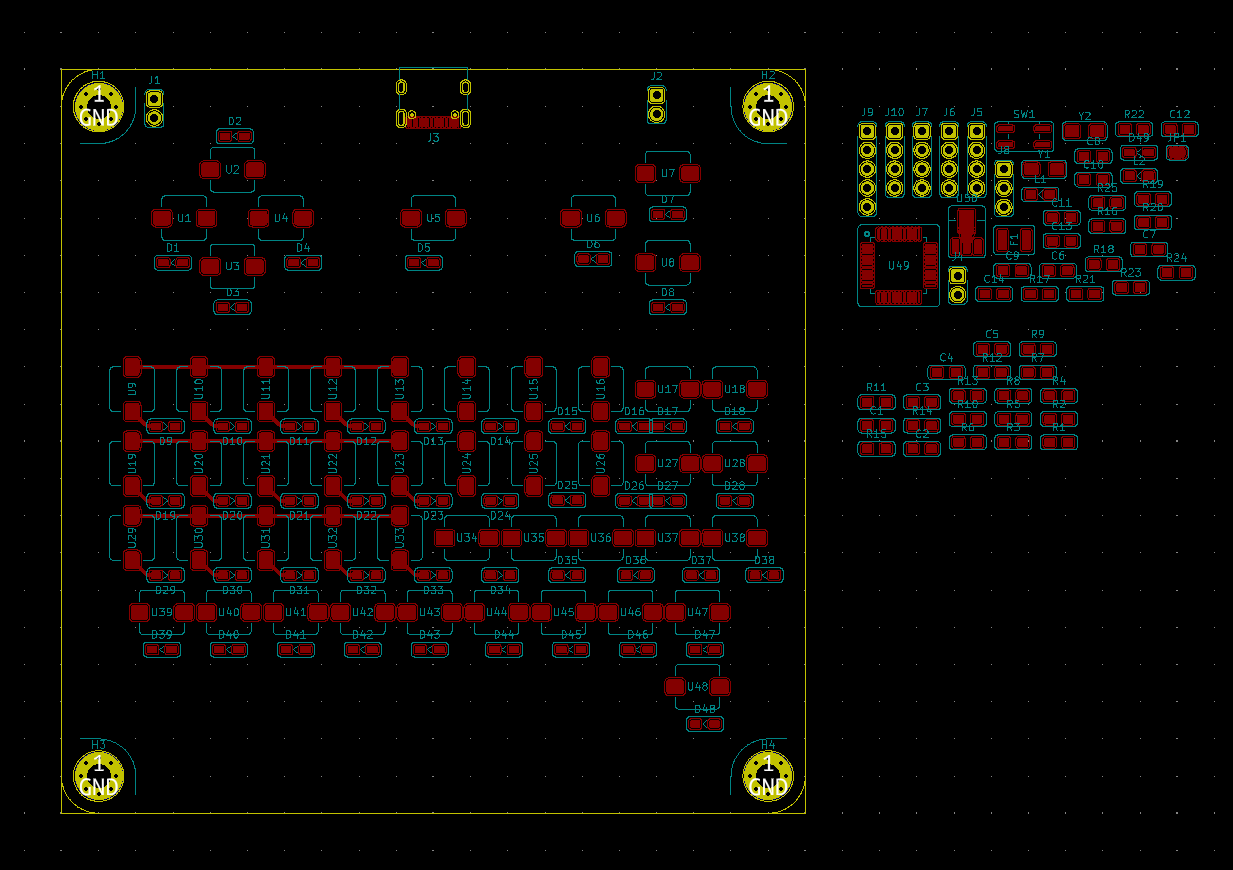 H1 J1 J2 H2
1 GND
1 GND
J3
D2
U2
U7
U1 U4 U5 U6
D7
D1 D4 D5 D6
U3 U8
D3 D8
J9 J10 J7 J6 J5 SW1 Y2 R22 C12
J8 C8 D49 JP1
Y1 C10 L2
L1 R25 R19
U50 C11 R16 R20
U49 F1 C13 C7
J4 C9 C6 R18 R24
C14 R17 R21 R23
C5 R9
C4 R12 R7
R11 C3 R13 R8 R4
C1 R14 R10 R5 R2
R15 C2 R6 R3 R1
U9 U10 U11 U12 U13 U14 U15 U16 U17 U18
D15 D16 D17 D18
D9 D10 D11 D12 D13 D14
U19 U20 U21 U22 U23 U24 U25 U26 U27 U28
D25 D26 D27 D28
D19 D20 D21 D22 D23 D24
U29 U30 U31 U32 U33 U34 U35 U36 U37 U38
D35 D36 D37 D38
D29 D30 D31 D32 D33 D34
U39 U40 U41 U42 U43 U44 U45 U46 U47
D39 D40 D41 D42 D43 D44 D45 D46 D47
U48
D48
H3 H4
1 GND
1 GND